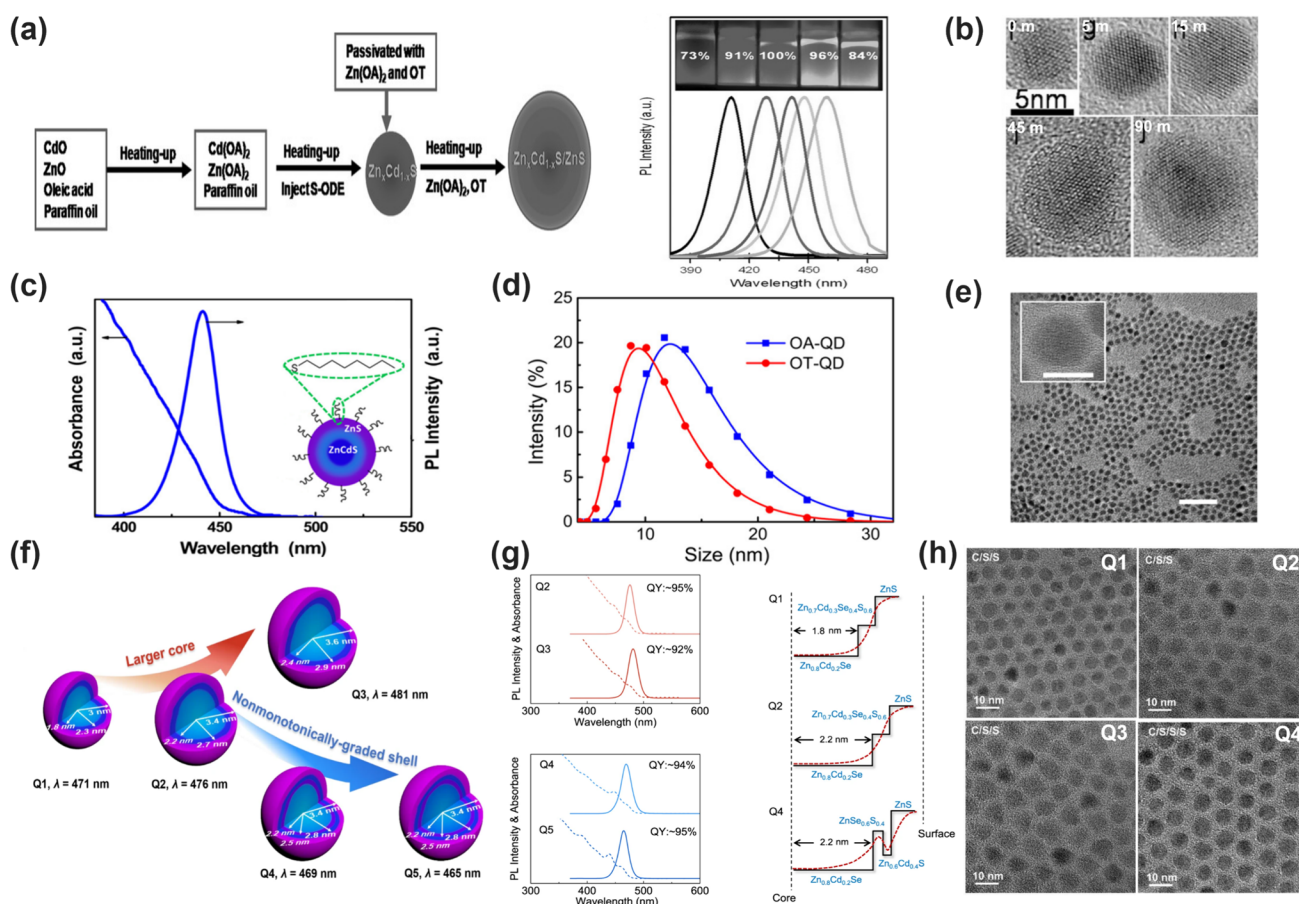 (a)
Passivated with
Zn(OA)₂ and OT
CdO
ZnO
Oleic acid
Paraffin oil
Heating-up
Cd(OA)₂
Zn(OA)₂
Paraffin oil
Heating-up
Inject S-ODE
ZnₓCd₁₋ₓS
Heating-up
Zn(OA)₂, OT
ZnₓCd₁₋ₓS/ZnS
73% 91% 100% 96% 84%
PL Intensity (a.u.)
390 420 450 480
Wavelength (nm)
(b)
0 m
5 m
15 m
5nm
45 m
90 m
(c)
Absorbance (a.u.)
PL Intensity (a.u.)
S
ZnS
ZnCdS
400 450 500 550
Wavelength (nm)
(d)
Intensity (%)
25
20
15
10
5
0
OA-QD
OT-QD
10 20 30
Size (nm)
(e)
(f)
Larger core
Nonmonotonically-graded shell
1.8 nm
2.3 nm
3 nm
Q1, λ = 471 nm
2.2 nm
2.7 nm
3.4 nm
Q2, λ = 476 nm
2.4 nm
2.9 nm
3.6 nm
Q3, λ = 481 nm
2.2 nm
2.5 nm
2.8 nm
3.4 nm
Q4, λ = 469 nm
2.2 nm
2.5 nm
2.8 nm
3.4 nm
Q5, λ = 465 nm
(g)
PL Intensity & Absorbance
Q2
QY:~95%
Q3
QY:~92%
300 400 500 600
Wavelength (nm)
PL Intensity & Absorbance
Q4
QY:~94%
Q5
QY:~95%
300 400 500 600
Wavelength (nm)
Q1
ZnS
Zn₀.₇Cd₀.₃Se₀.₄S₀.₆
1.8 nm
Zn₀.₈Cd₀.₂Se
Q2
ZnS
Zn₀.₇Cd₀.₃Se₀.₄S₀.₆
2.2 nm
Zn₀.₈Cd₀.₂Se
Q4
ZnS
ZnSe₀.₆S₀.₄
2.2 nm
Surface
Zn₀.₆Cd₀.₄S
Zn₀.₈Cd₀.₂Se
Core
(h)
C/S/S
Q1
10 nm
C/S/S
Q2
10 nm
C/S/S
Q3
10 nm
C/S/S/S
Q4
10 nm